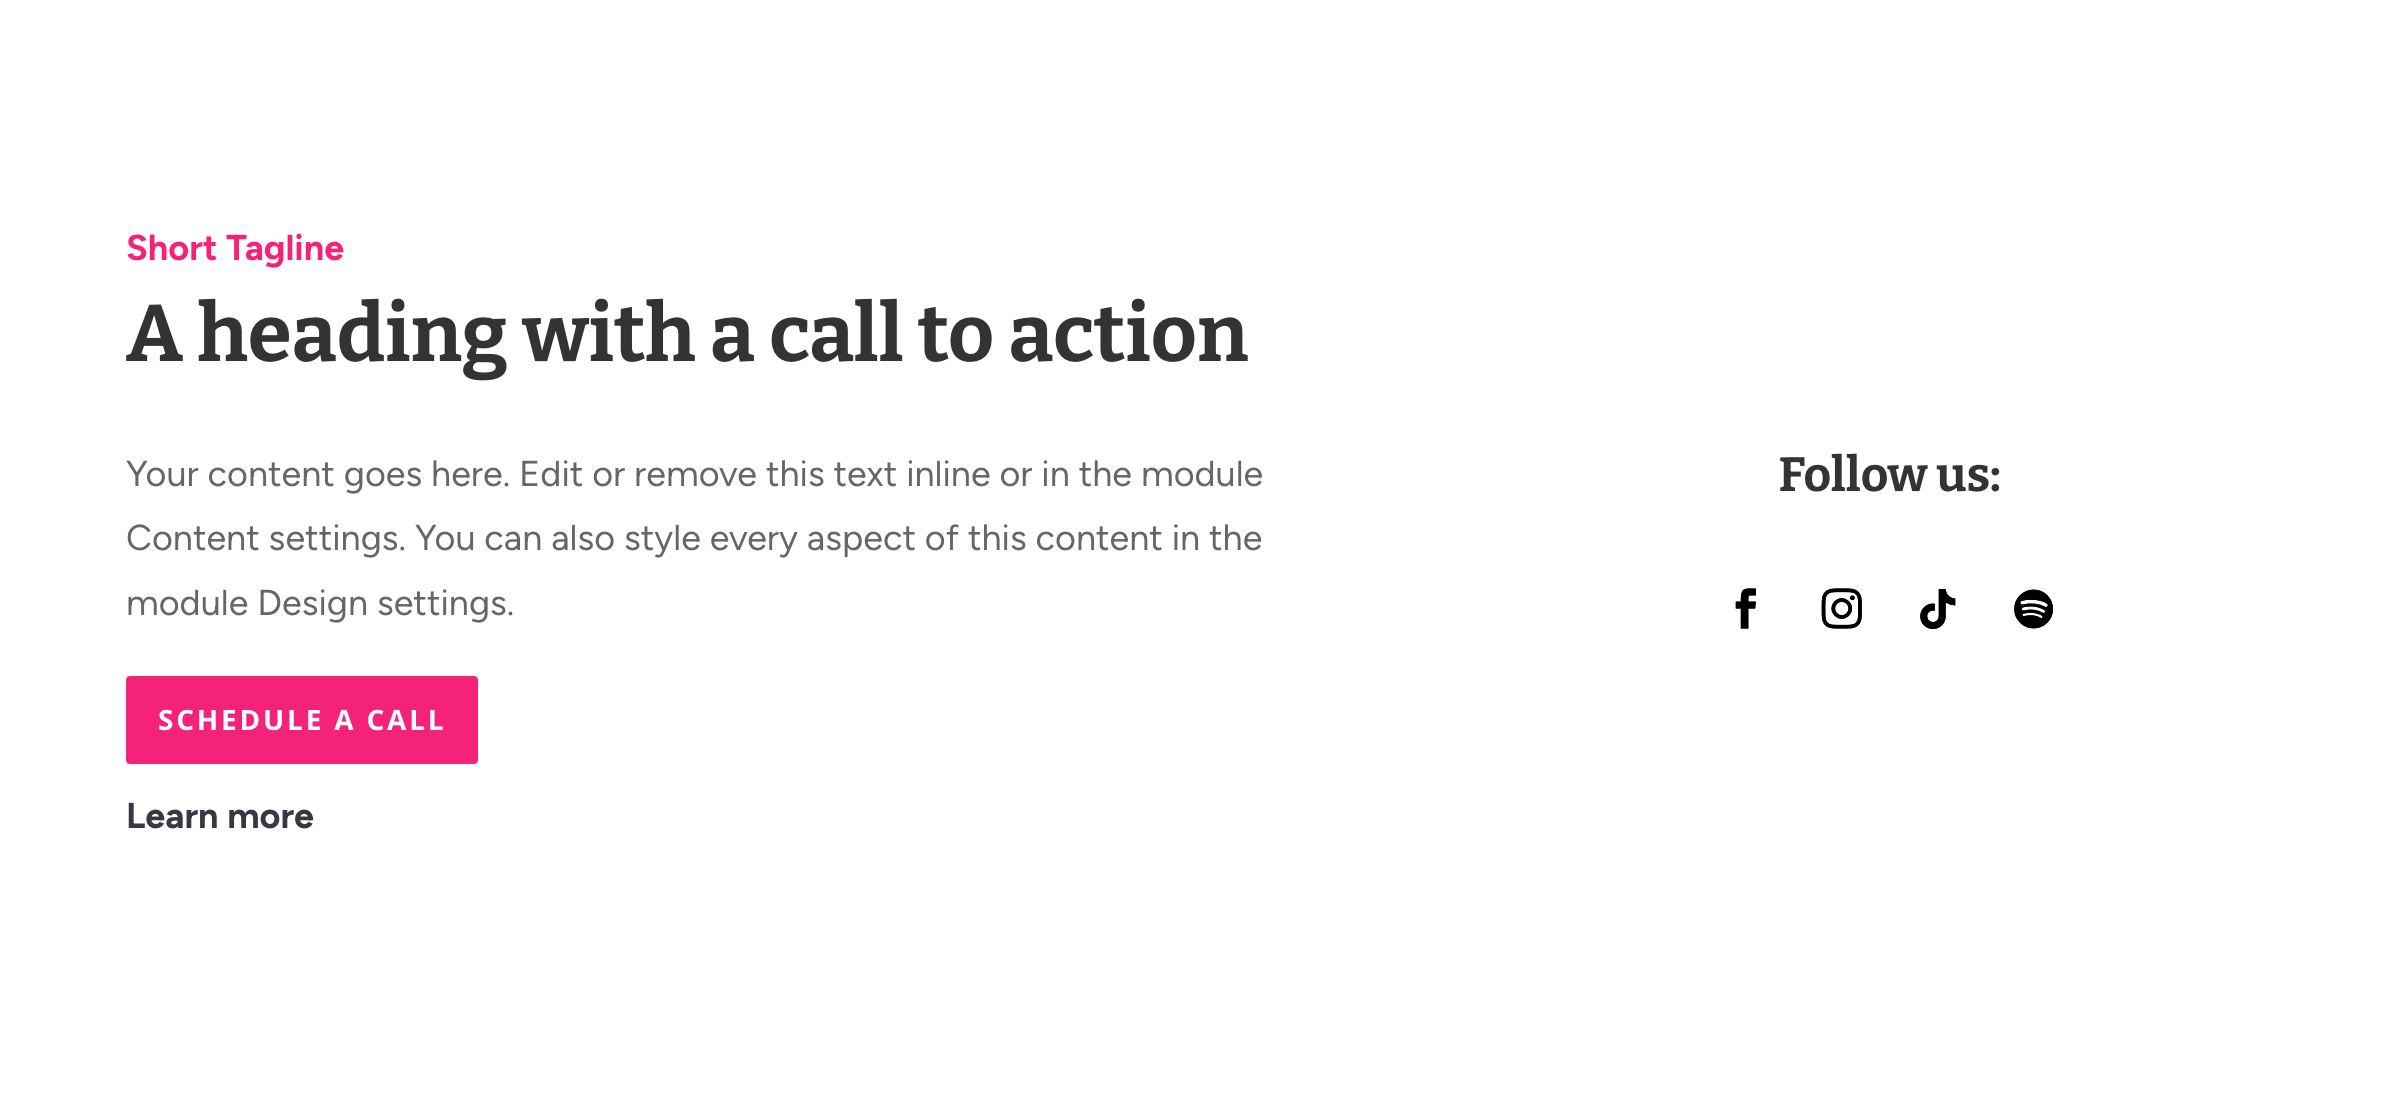 Short Tagline
A heading with a call to action
Your content goes here. Edit or remove this text inline or in the module
Content settings. You can also style every aspect of this content in the
module Design settings.
SCHEDULE A CALL
Learn more
Follow us: